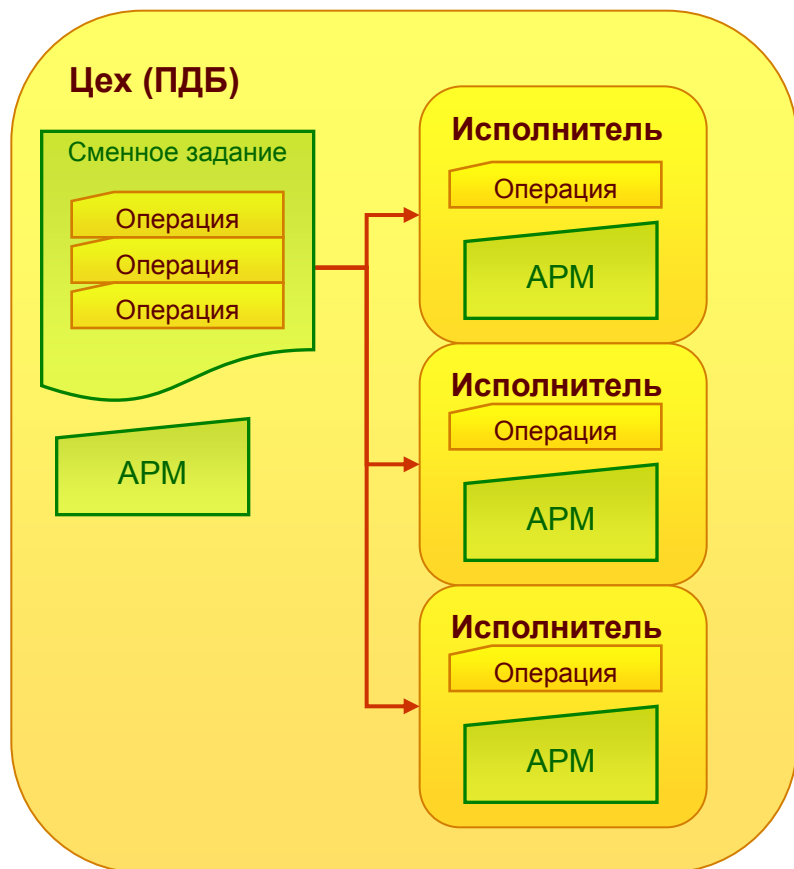 Цех (ПДБ)
Сменное задание
Операция
Операция
Операция
АРМ
Исполнитель
Операция
АРМ
Исполнитель
Операция
АРМ
Исполнитель
Операция
АРМ